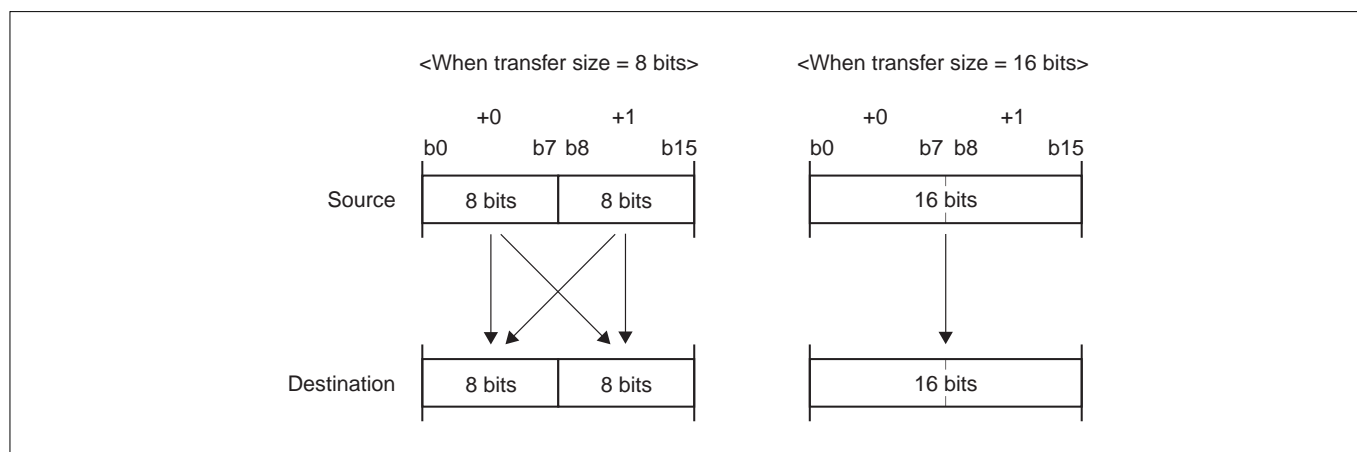 <When transfer size = 8 bits> <When transfer size = 16 bits>
+0 +1 +0 +1
b0 b7 b8 b15 b0 b7 b8 b15
Source 8 bits 8 bits 16 bits
Destination 8 bits 8 bits 16 bits